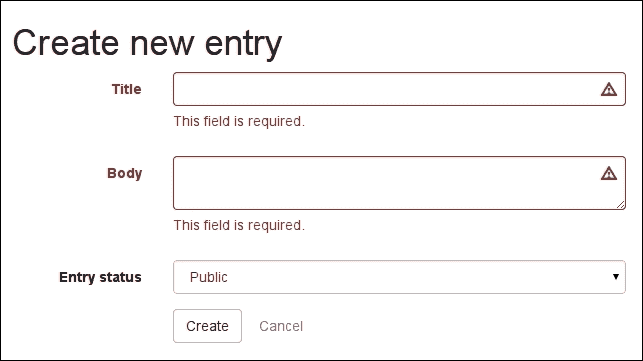 Create new entry
Title
This field is required.
Body
This field is required.
Entry status Public
Create Cancel